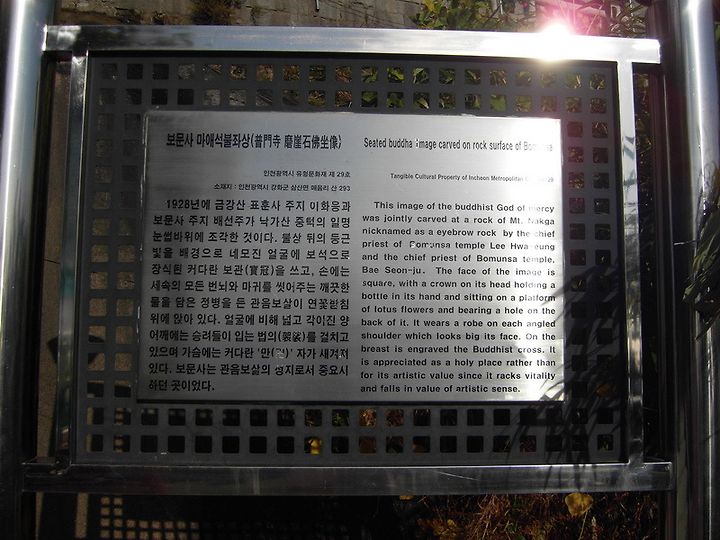 보문사 마애석불좌상(普門寺 磨崖石佛坐像)
인천광역시 유형문화재 제 29호
소재지 : 인천광역시 강화군 삼산면 매음리 산 293
1928년에 금강산 표훈사 주지 이화응과
보문사 주지 배선주가 낙가산 중턱의 일명
눈썹바위에 조각한 것이다. 불상 뒤의 둥근
빛을 배경으로 네모진 얼굴에 보석으로
장식된 커다란 보관(寶冠)을 쓰고, 손에는
세속의 모든 번뇌와 마귀를 씻어주는 깨끗한
물을 담은 정병을 든 관음보살이 연꽃받침
위에 앉아 있다. 얼굴에 비해 넓고 각이진 양
어깨에는 승려들이 입는 법의(袈裟)를 걸치고
있으며 가슴에는 커다란 '만' 자가 새겨져
있다. 보문사는 관음보살의 성지로서 중요시
하던 곳이었다.
Seated buddha image carved on rock surface of Bomunsa
Tangible Cultural Property of Incheon Metropolitan 29
This image of the buddhist God of mercy
was jointly carved at a rock of Mt. Nakga
nicknamed as a eyebrow rock by the chief
priest of Bomunsa temple Lee Hwa eung
and the chief priest of Bomunsa temple,
Bae Seon-ju. The face of the image is
square, with a crown on its head holding a
bottle in its hand and sitting on a platform
of lotus flowers and bearing a hole on the
back of it. It wears a robe on each angled
shoulder which looks big its face. On the
breast is engraved the Buddhist cross. It
is appreciated as a holy place rather than
for its artistic value since it racks vitality
and falls in value of artistic sense.